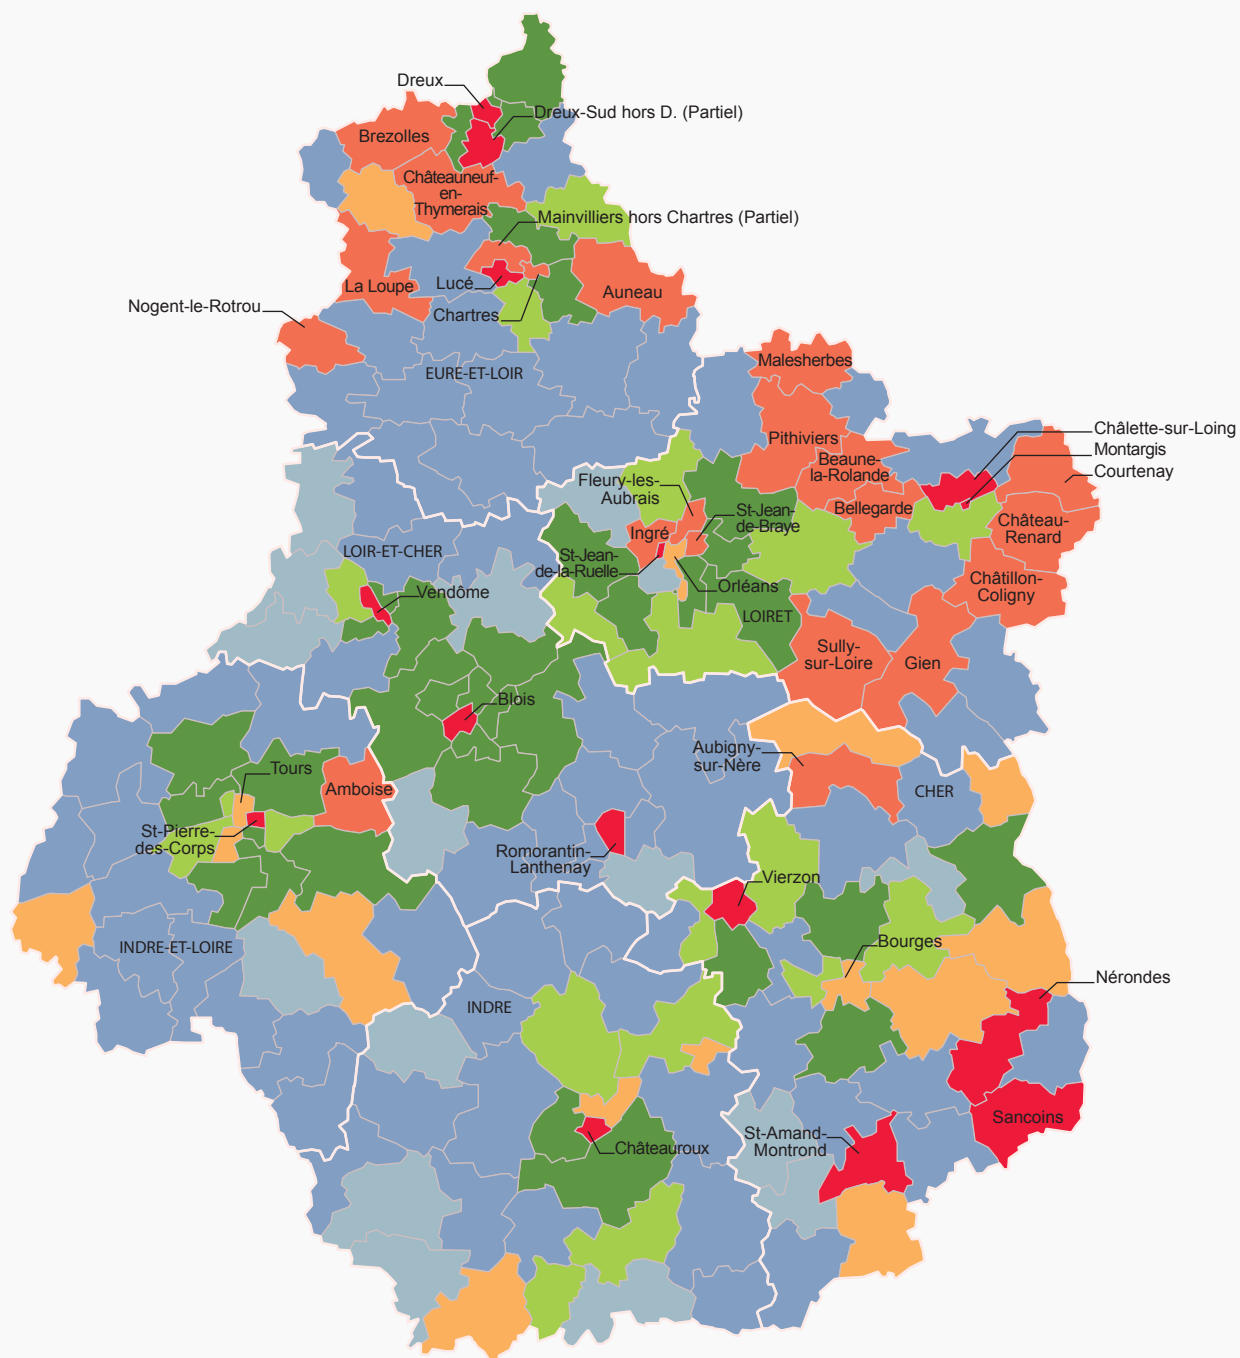 Dreux
Dreux-Sud hors D. (Partiel)
Brezolles
Châteauneuf-
en-
Thymerais
Mainvilliers hors Chartres (Partiel)
La Loupe
Lucé
Auneau
Nogent-le-Rotrou
Chartres
EURE-ET-LOIR
Malesherbes
Châlette-sur-Loing
Pithiviers
Montargis
Beaune-
la-Rolande
Courtenay
Fleury-les-
Aubrais
Bellegarde
St-Jean-
de-Braye
Château-
Renard
Ingré
LOIR-ET-CHER
St-Jean-
de-la-Ruelle
Châtillon-
Coligny
Orléans
Vendôme
LOIRET
Sully-
sur-Loire
Gien
Blois
Aubigny-
sur-Nère
Tours
Amboise
CHER
St-Pierre-
des-Corps
Romorantin-
Lanthenay
Vierzon
INDRE-ET-LOIRE
Bourges
Nérondes
INDRE
Sancoins
St-Amand-
Montrond
Châteauroux